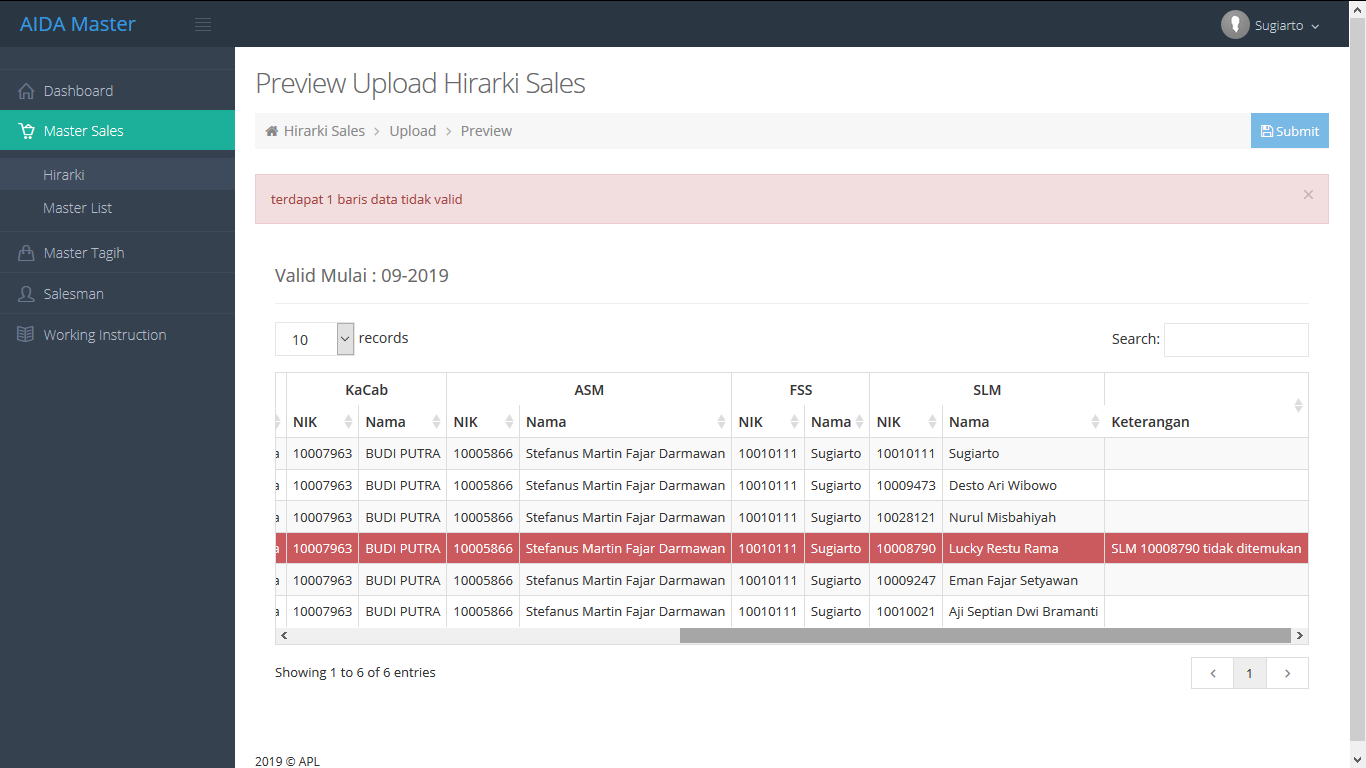 AIDA Master
Sugiarto
Dashboard
Master Sales
Hirarki
Master List
Master Tagih
Salesman
Working Instruction
Preview Upload Hirarki Sales
Hirarki Sales > Upload > Preview
Submit
terdapat 1 baris data tidak valid ×
Valid Mulai : 09-2019
10 records
Search:
KaCab ASM FSS SLM
NIK Nama NIK Nama NIK Nama NIK Nama Keterangan
a 10007963 BUDI PUTRA 10005866 Stefanus Martin Fajar Darmawan 10010111 Sugiarto 10010111 Sugiarto
a 10007963 BUDI PUTRA 10005866 Stefanus Martin Fajar Darmawan 10010111 Sugiarto 10009473 Desto Ari Wibowo
a 10007963 BUDI PUTRA 10005866 Stefanus Martin Fajar Darmawan 10010111 Sugiarto 10028121 Nurul Misbahiyah
a 10007963 BUDI PUTRA 10005866 Stefanus Martin Fajar Darmawan 10010111 Sugiarto 10008790 Lucky Restu Rama SLM 10008790 tidak ditemukan
a 10007963 BUDI PUTRA 10005866 Stefanus Martin Fajar Darmawan 10010111 Sugiarto 10009247 Eman Fajar Setyawan
a 10007963 BUDI PUTRA 10005866 Stefanus Martin Fajar Darmawan 10010111 Sugiarto 10010021 Aji Septian Dwi Bramanti
Showing 1 to 6 of 6 entries
< 1 >
2019 © APL